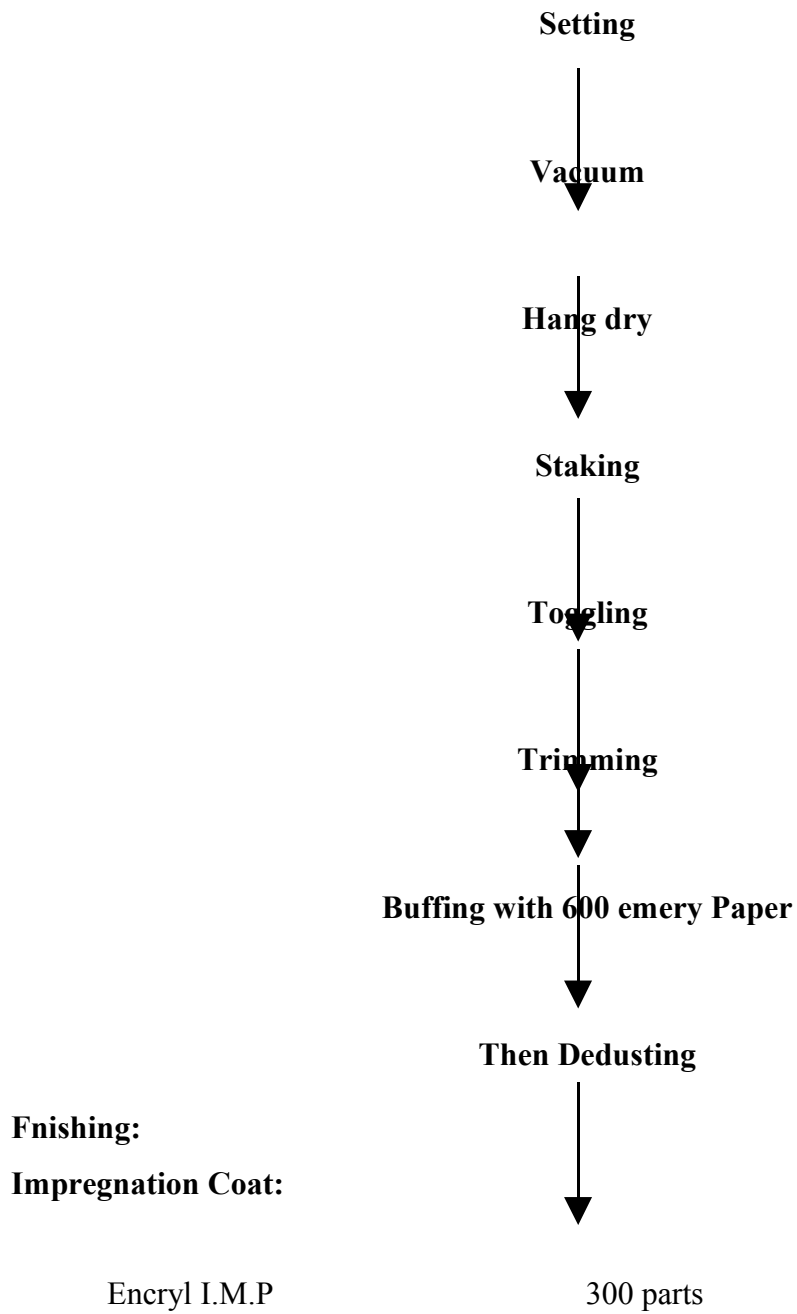 Setting
Vacuum
Hang dry
Staking
Toggling
Trimming
Buffing with 600 emery Paper
Then Dedusting
Fnishing:
Impregnation Coat:
Encryl I.M.P 300 parts